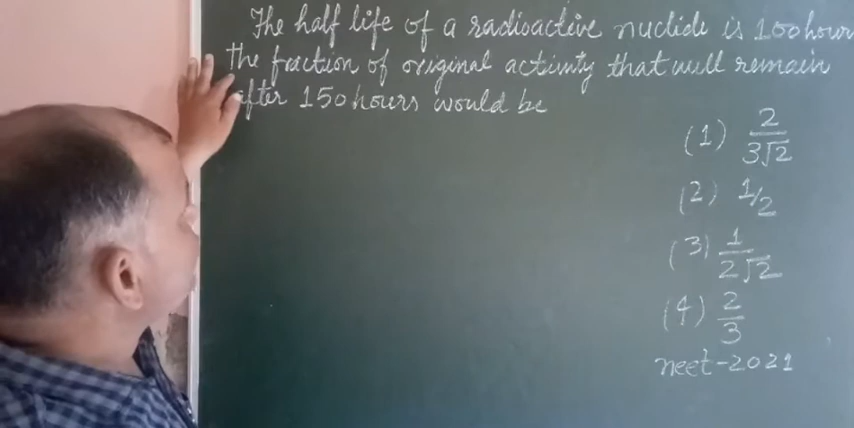 The half life of a radioactive nuclide is 100 hour
the fraction of original activity that will remain
after 150 hours would be
(1) 2/3√2
(2) 1/2
(3) 1/2√2
(4) 2/3
neet-2021